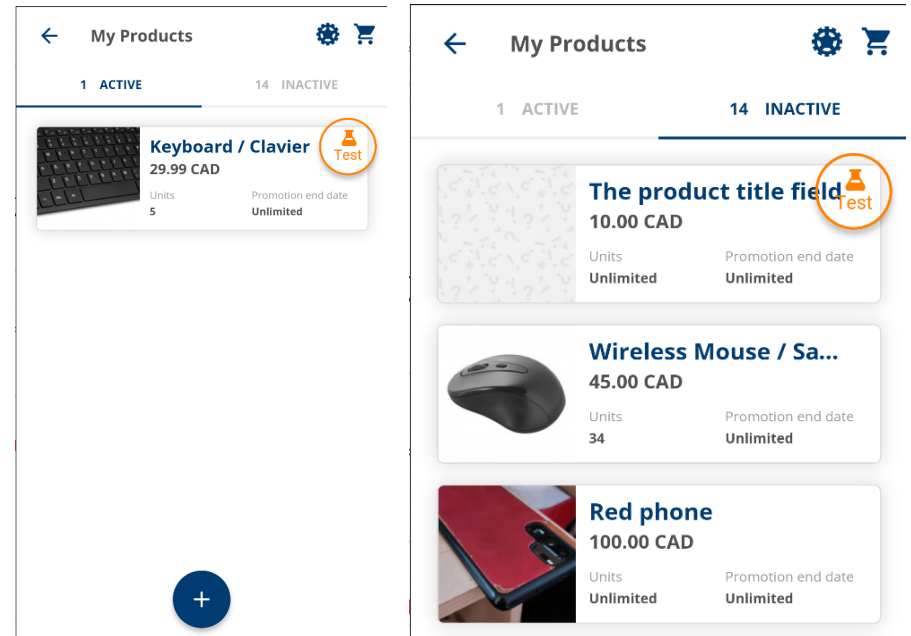 My Products
1 ACTIVE
14 INACTIVE
Keyboard / Clavier
29.99 CAD
Units
Promotion end date
5
Unlimited
Test
+
My Products
1 ACTIVE
14 INACTIVE
The product title field
10.00 CAD
Units
Promotion end date
Unlimited
Unlimited
Test
Wireless Mouse / Sa...
45.00 CAD
Units
Promotion end date
34
Unlimited
Red phone
100.00 CAD
Units
Promotion end date
Unlimited
Unlimited